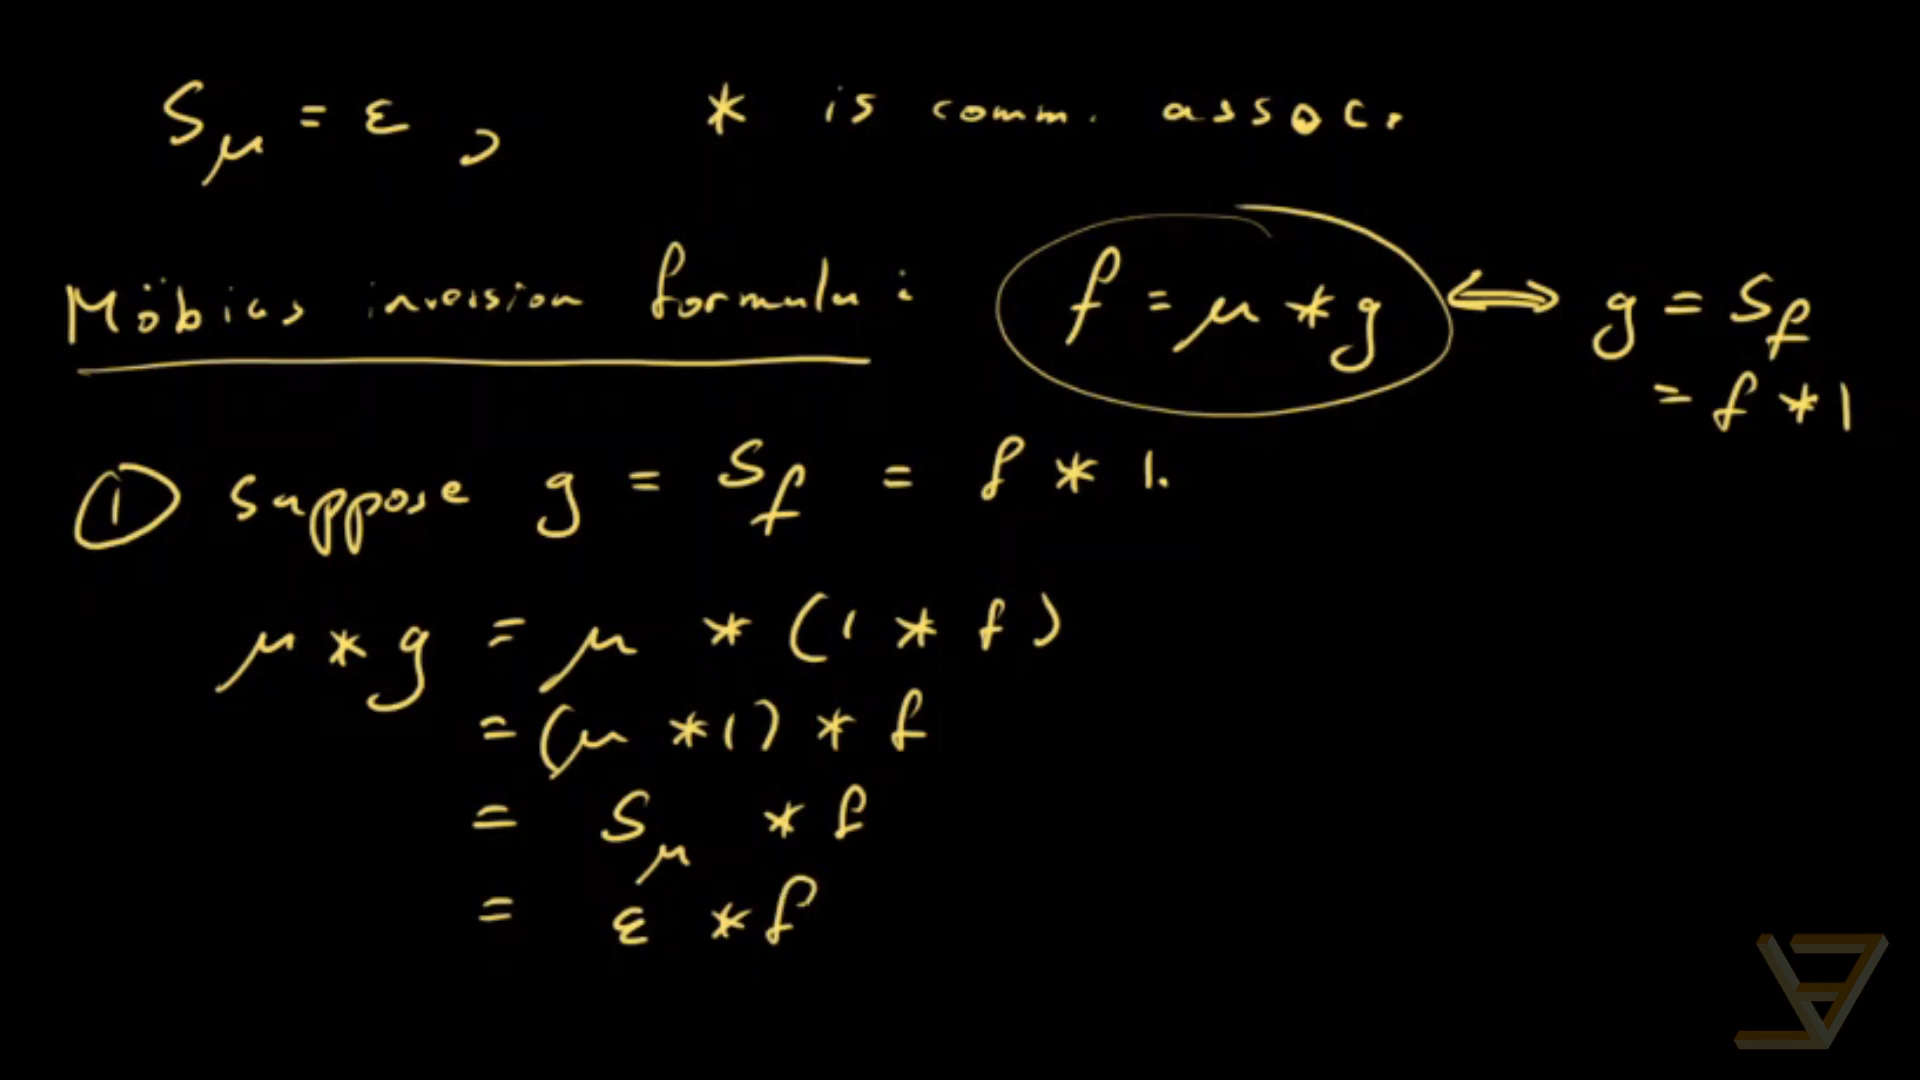 S_μ = ε , * is comm. assoc.
Möbius inversion formula : f = μ * g ⟺ g = S_f
= f * 1
① suppose g = S_f = f * 1.
μ * g = μ * (1 * f)
= (μ * 1) * f
= S_μ * f
= ε * f